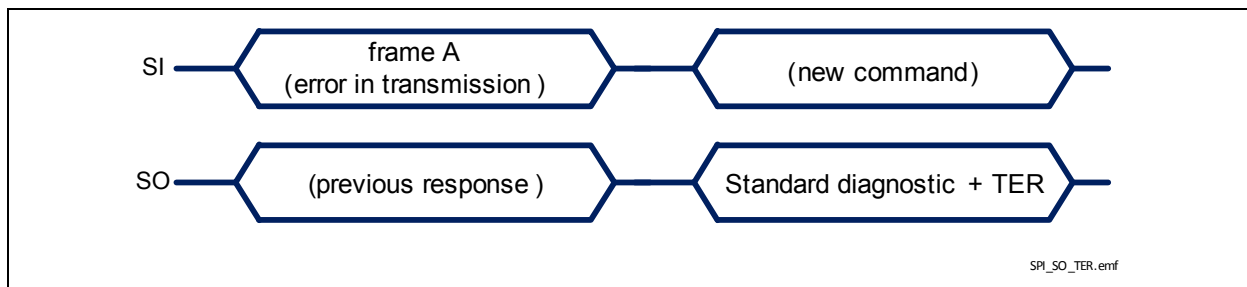 SI
frame A
(error in transmission )
(new command)
SO
(previous response )
Standard diagnostic + TER
SPI_SO_TER.emf